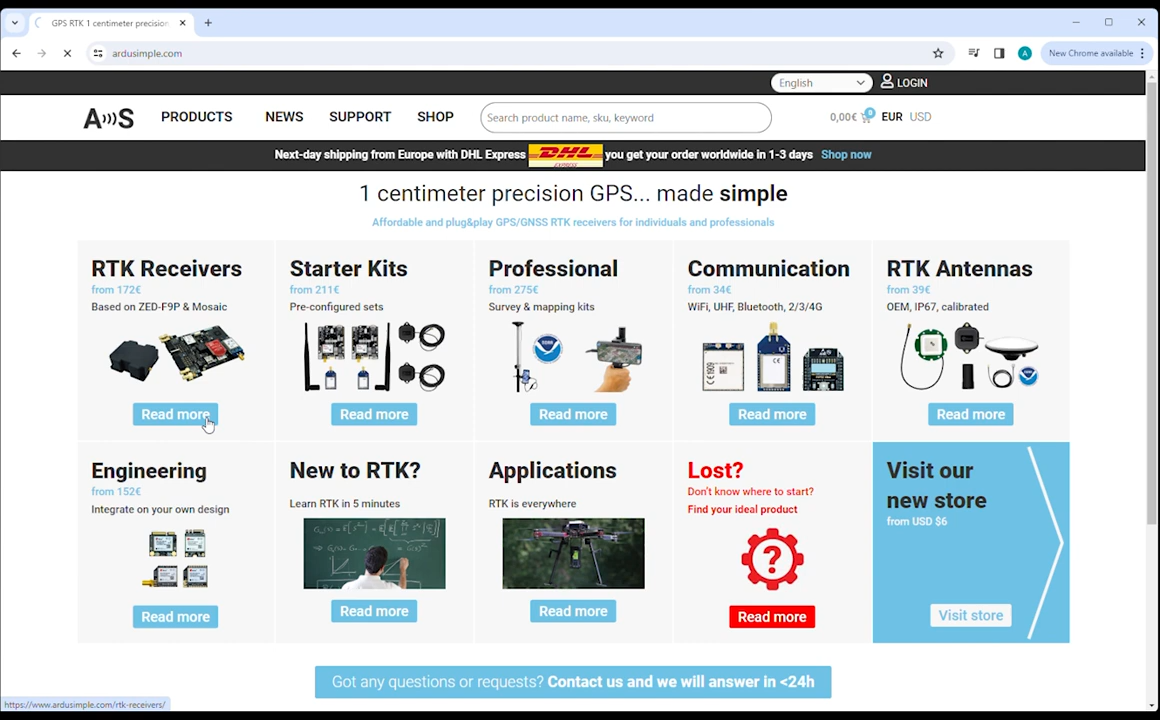 GPS RTK 1 centimeter precision
ardusimple.com
A
New Chrome available
English
LOGIN
A)))S
PRODUCTS
NEWS
SUPPORT
SHOP
Search product name, sku, keyword
0,00€
0
EUR
USD
Next-day shipping from Europe with DHL Express DHL EXPRESS you get your order worldwide in 1-3 days Shop now
1 centimeter precision GPS... made simple
Affordable and plug&play GPS/GNSS RTK receivers for individuals and professionals
RTK Receivers
from 172€
Based on ZED-F9P & Mosaic
Read more
Starter Kits
from 211€
Pre-configured sets
Read more
Professional
from 275€
Survey & mapping kits
Read more
Communication
from 34€
WiFi, UHF, Bluetooth, 2/3/4G
Read more
RTK Antennas
from 39€
OEM, IP67, calibrated
Read more
Engineering
from 152€
Integrate on your own design
Read more
New to RTK?
Learn RTK in 5 minutes
Read more
Applications
RTK is everywhere
Read more
Lost?
Don't know where to start?
Find your ideal product
?
Read more
Visit our
new store
from USD $6
Visit store
Got any questions or requests? Contact us and we will answer in <24h
https://www.ardusimple.com/rtk-receivers/